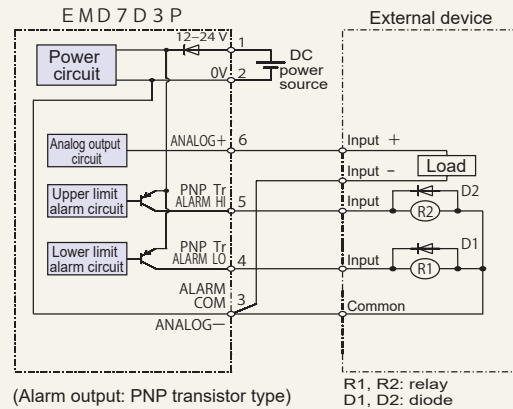 EMD7D3P
External device
12–24 V
1
Power circuit
DC power source
0V
2
Analog output circuit
ANALOG+
6
Input +
Load
Input −
Upper limit alarm circuit
PNP Tr
ALARM HI
5
Input
D2
R2
Lower limit alarm circuit
PNP Tr
ALARM LO
4
Input
D1
R1
ALARM COM
3
Common
ANALOG−
(Alarm output: PNP transistor type)
R1, R2: relay
D1, D2: diode